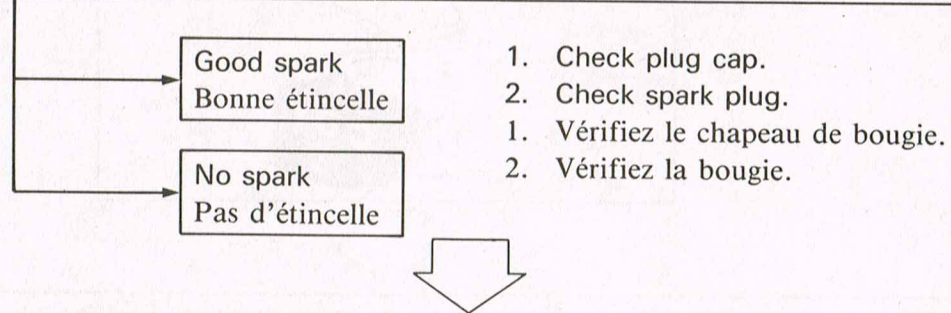 Good spark
Bonne étincelle
1. Check plug cap.
2. Check spark plug.
1. Vérifiez le chapeau de bougie.
2. Vérifiez la bougie.
No spark
Pas d'étincelle